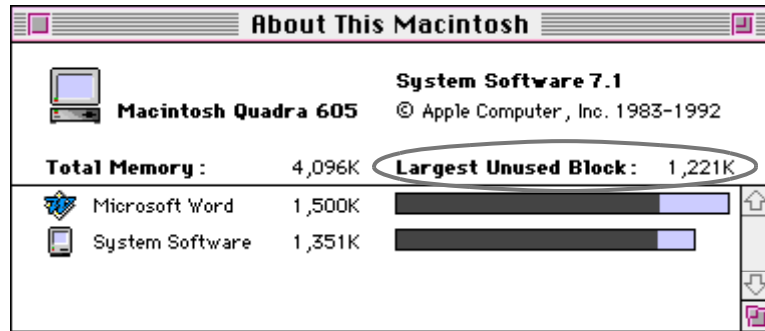 About This Macintosh
System Software 7.1
Macintosh Quadra 605 © Apple Computer, Inc. 1983-1992
Total Memory: 4,096K Largest Unused Block: 1,221K
Microsoft Word 1,500K
System Software 1,351K